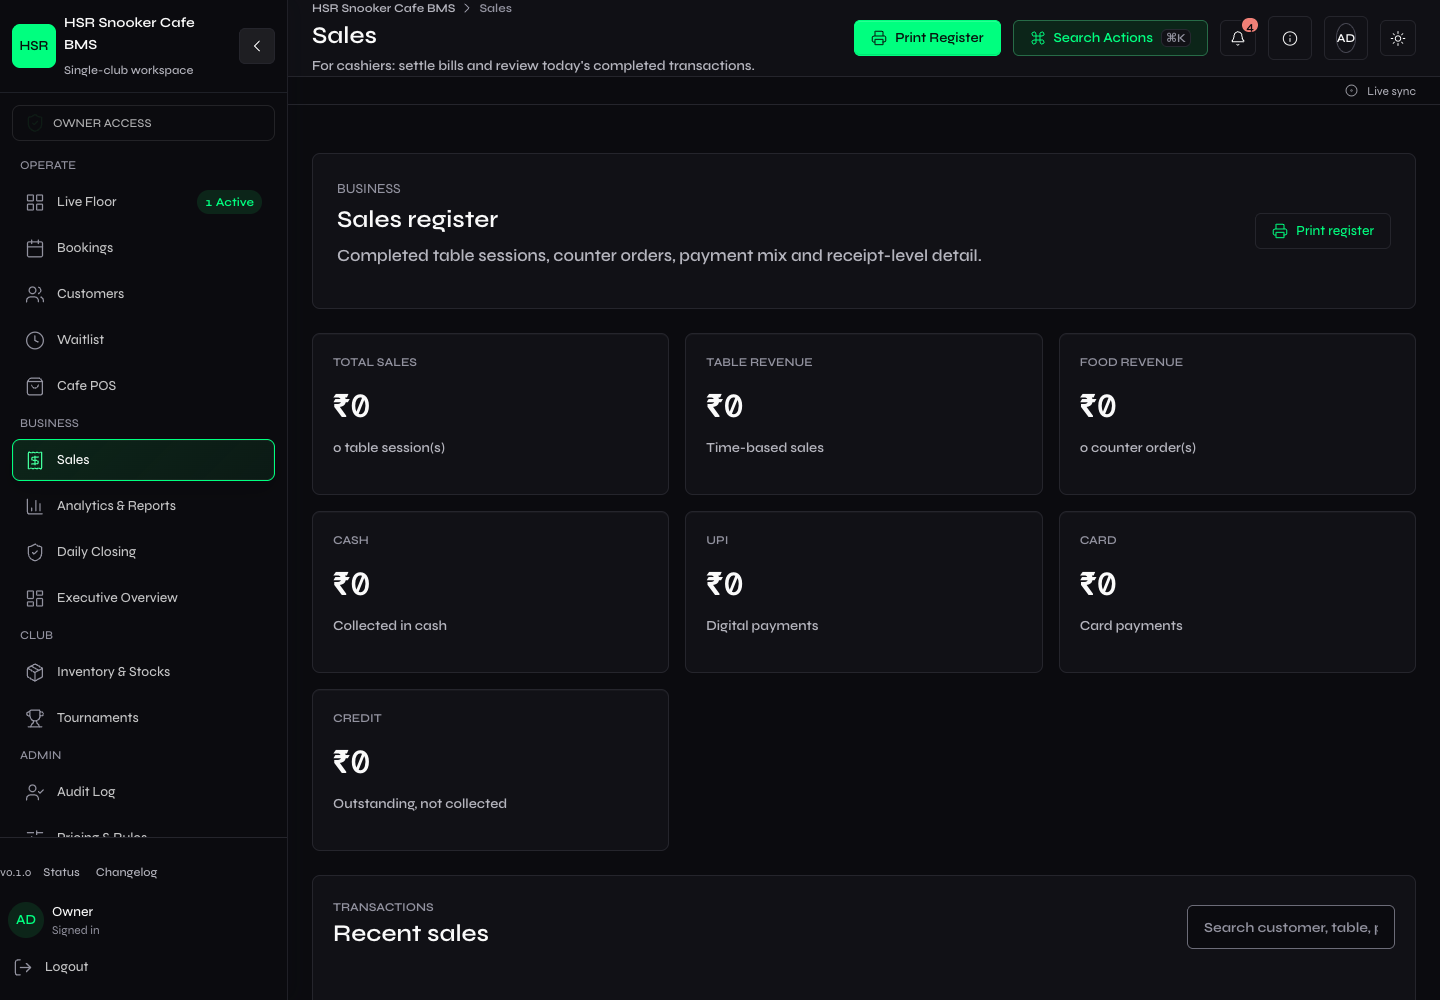 HSR
HSR Snooker Cafe
BMS
Single-club workspace
OWNER ACCESS
OPERATE
Live Floor
1 Active
Bookings
Customers
Waitlist
Cafe POS
BUSINESS
Sales
Analytics & Reports
Daily Closing
Executive Overview
CLUB
Inventory & Stocks
Tournaments
ADMIN
Audit Log
Pricing & Rules
v0.1.0 Status Changelog
AD
Owner
Signed in
Logout
HSR Snooker Cafe BMS > Sales
Sales
For cashiers: settle bills and review today's completed transactions.
Print Register
Search Actions ⌘K
4
AD
Live sync
BUSINESS
Sales register
Completed table sessions, counter orders, payment mix and receipt-level detail.
Print register
TOTAL SALES
₹0
0 table session(s)
TABLE REVENUE
₹0
Time-based sales
FOOD REVENUE
₹0
0 counter order(s)
CASH
₹0
Collected in cash
UPI
₹0
Digital payments
CARD
₹0
Card payments
CREDIT
₹0
Outstanding, not collected
TRANSACTIONS
Recent sales
Search customer, table,